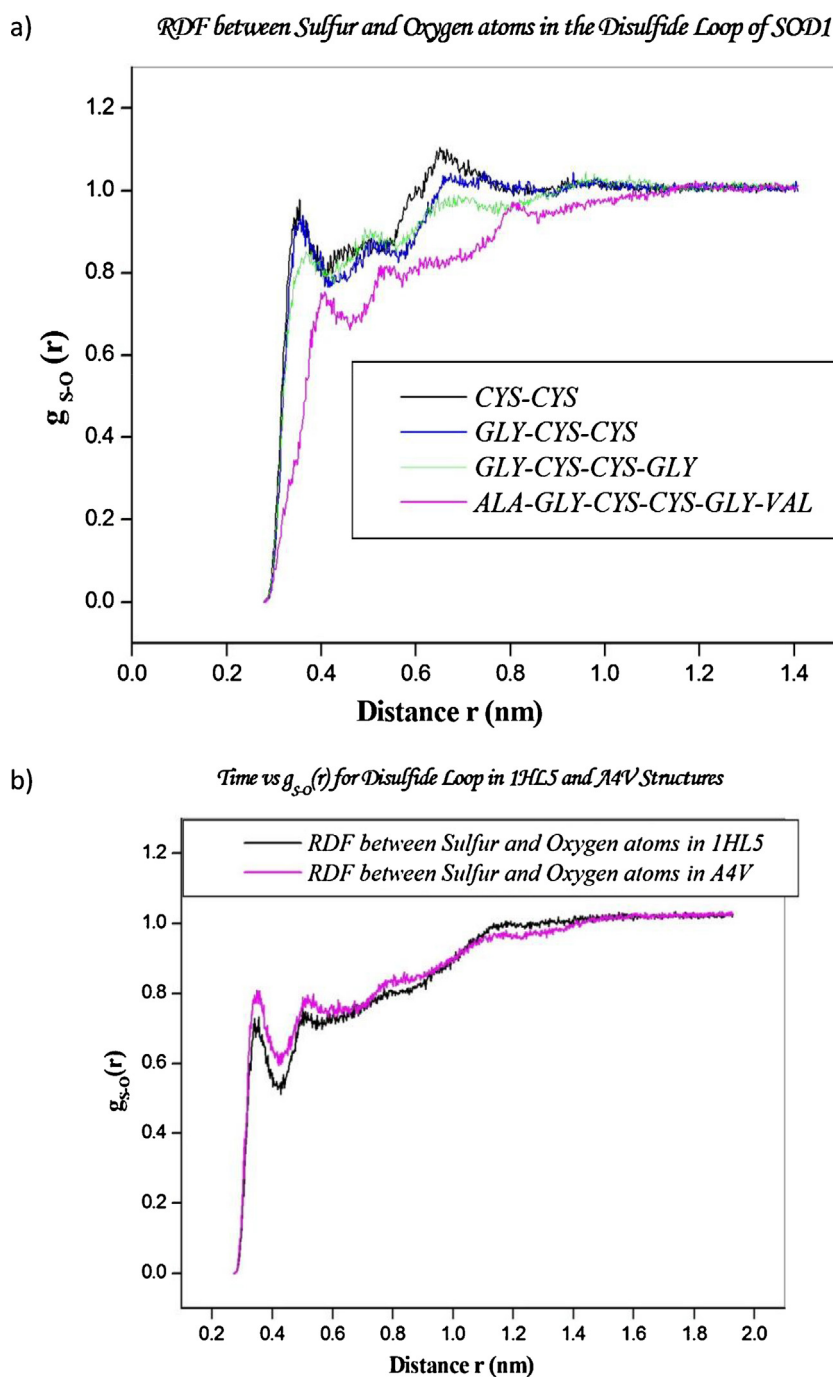 a)
RDF between Sulfur and Oxygen atoms in the Disulfide Loop of SOD1
1.2
1.0
0.8
0.6
0.4
0.2
0.0
g S-O (r)
CYS-CYS
GLY-CYS-CYS
GLY-CYS-CYS-GLY
ALA-GLY-CYS-CYS-GLY-VAL
0.0 0.2 0.4 0.6 0.8 1.0 1.2 1.4
Distance r (nm)
b)
Time vs gS-O(r) for Disulfide Loop in 1HL5 and A4V Structures
RDF between Sulfur and Oxygen atoms in 1HL5
RDF between Sulfur and Oxygen atoms in A4V
1.2
1.0
0.8
0.6
0.4
0.2
0.0
gS-O(r)
0.2 0.4 0.6 0.8 1.0 1.2 1.4 1.6 1.8 2.0
Distance r (nm)